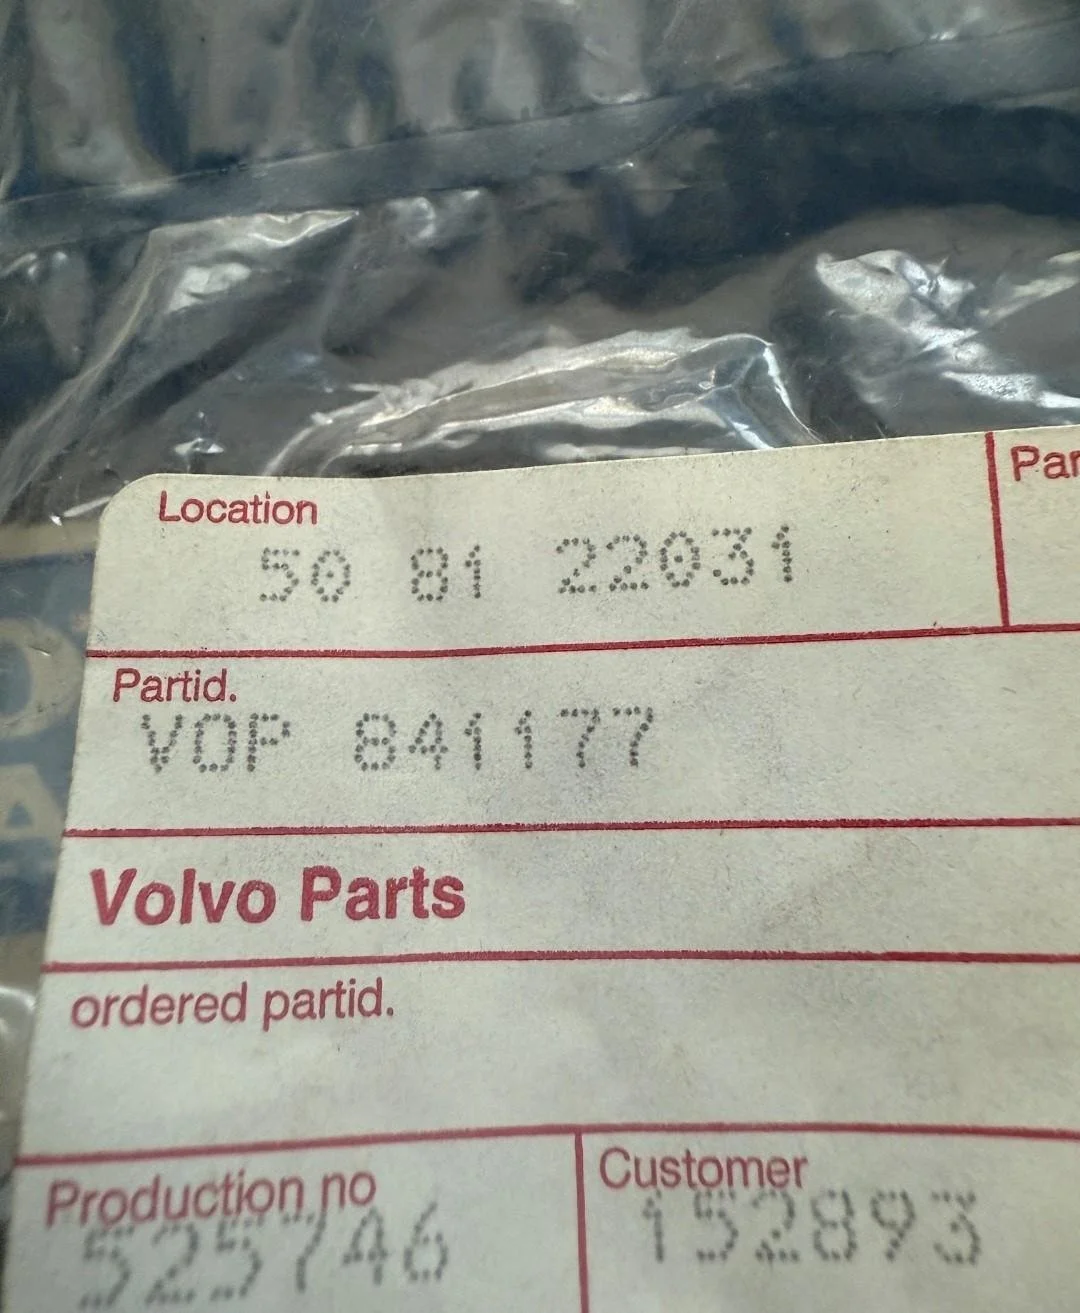 Location
Par
50 81 22031
Partid.
VOP 841177
Volvo Parts
ordered partid.
Production no
Customer
525746
152893